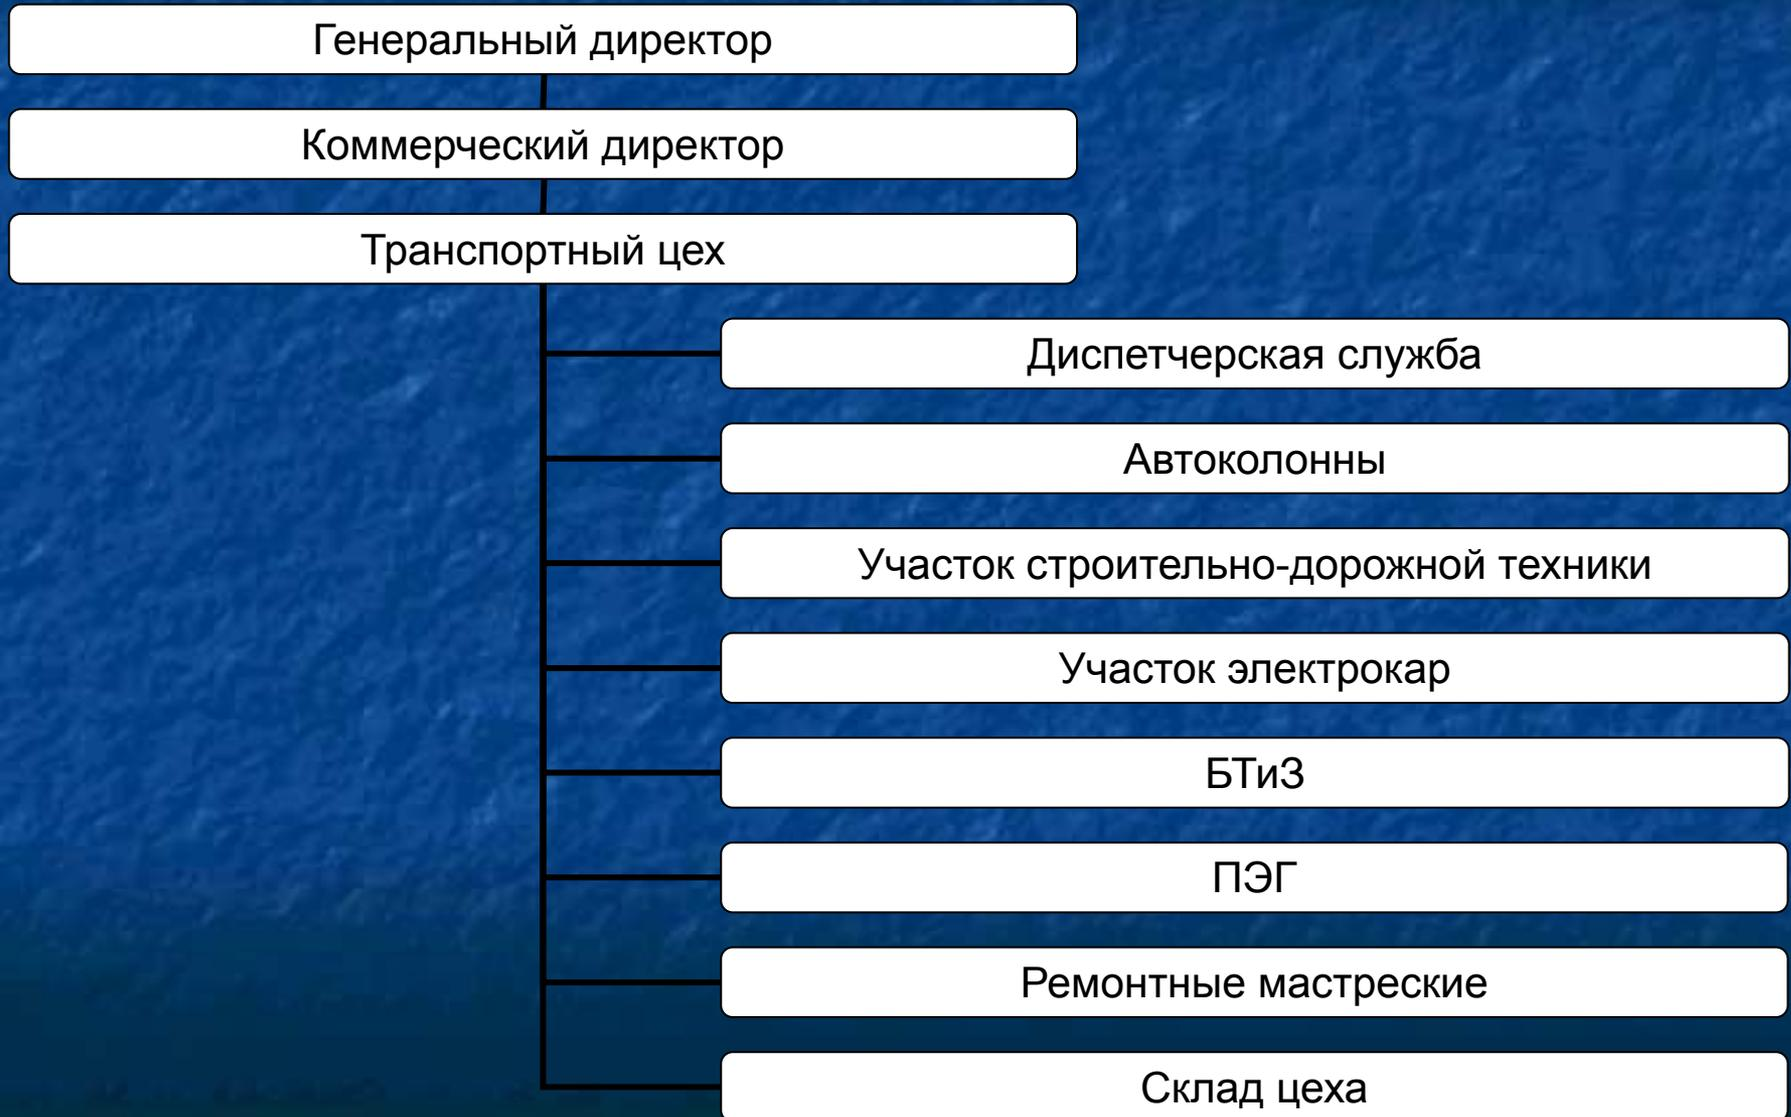 Генеральный директор
Коммерческий директор
Транспортный цех
Диспетчерская служба
Автоколонны
Участок строительно-дорожной техники
Участок электрокар
БТиЗ
ПЭГ
Ремонтные мастреские
Склад цеха